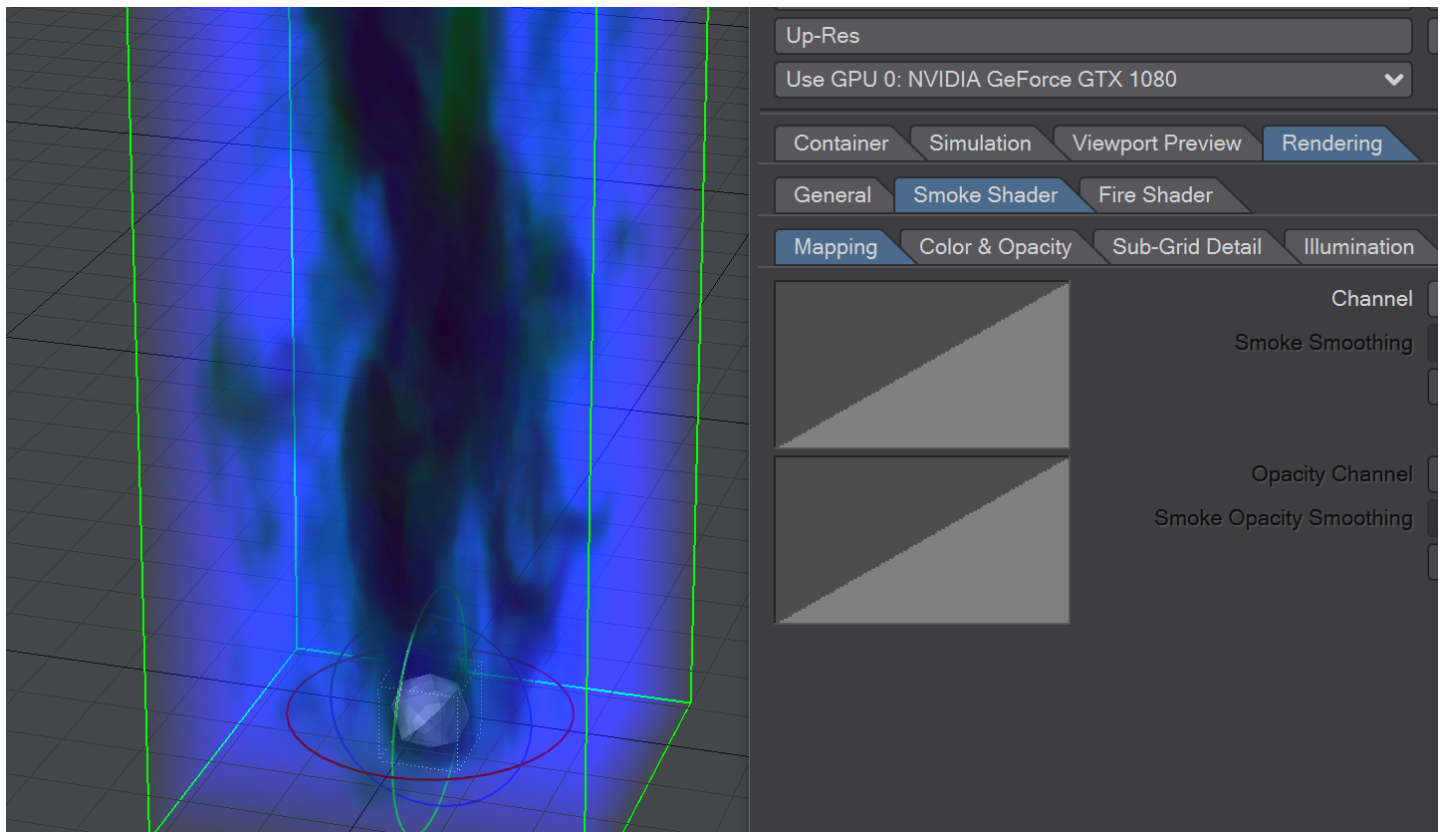 Up-Res
Use GPU 0: NVIDIA GeForce GTX 1080
Container Simulation Viewport Preview Rendering
General Smoke Shader Fire Shader
Mapping Color & Opacity Sub-Grid Detail Illumination
Channel
Smoke Smoothing
Opacity Channel
Smoke Opacity Smoothing